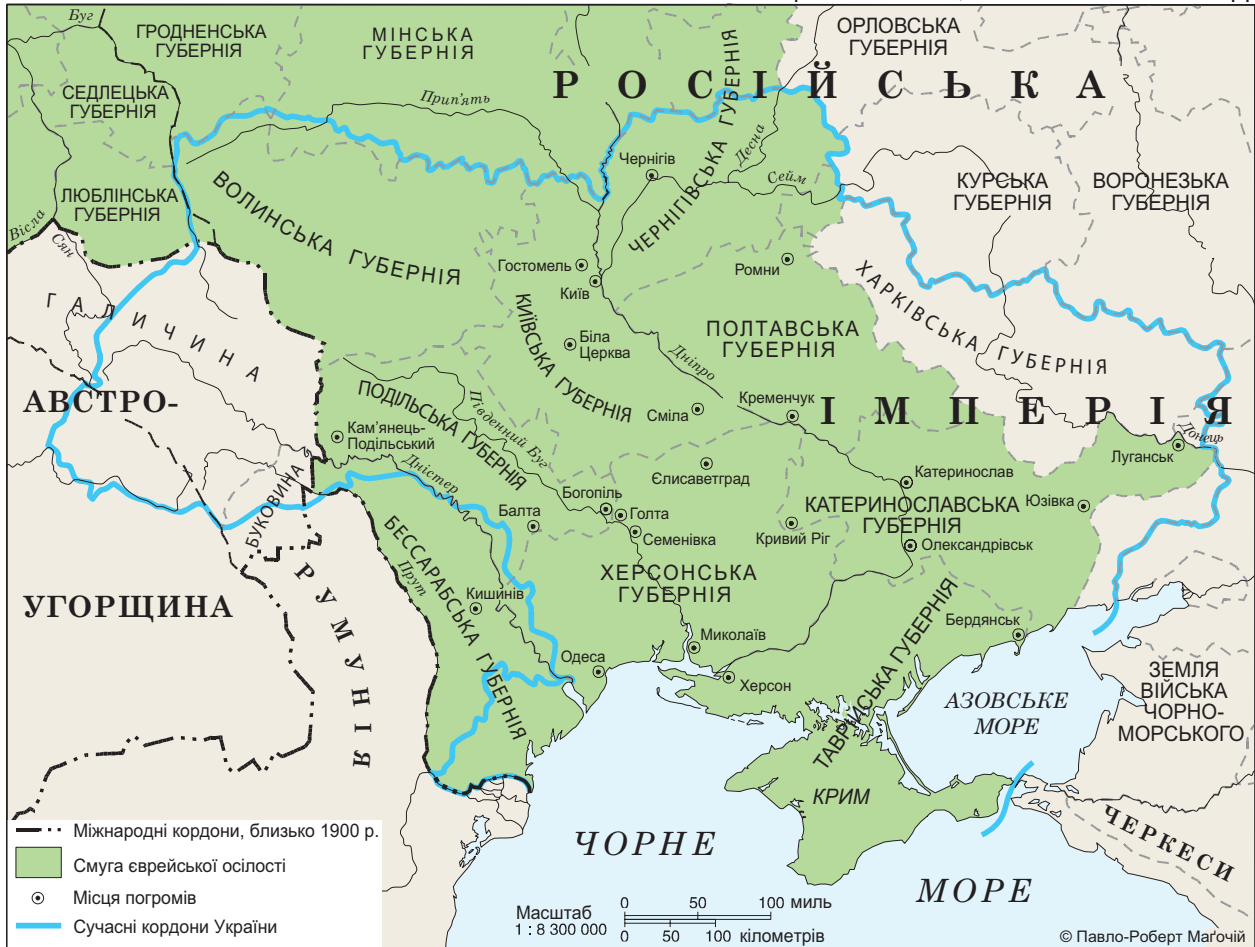 Буг
ГРОДНЕНСЬКА
ГУБЕРНІЯ
МІНСЬКА
ГУБЕРНІЯ
ОРЛОВСЬКА
ГУБЕРНІЯ
РОСІЙСЬКА
СЕДЛЕЦЬКА
ГУБЕРНІЯ
Прип'ять
Десна
Чернігів
Сейм
ЧЕРНІГІВСЬКА ГУБЕРНІЯ
КУРСЬКА
ГУБЕРНІЯ
ВОРОНЕЗЬКА
ГУБЕРНІЯ
ЛЮБЛІНСЬКА
ГУБЕРНІЯ
Вісла
Сян
ВОЛИНСЬКА ГУБЕРНІЯ
Гостомель
Київ
Ромни
ХАРКІВСЬКА ГУБЕРНІЯ
ГАЛИЧИНА
КИЇВСЬКА ГУБЕРНІЯ
Біла
Церква
ПОЛТАВСЬКА
ГУБЕРНІЯ
Дніпро
АВСТРО-
ПОДІЛЬСЬКА ГУБЕРНІЯ
Південний Буг
Сміла
Кременчук
ІМПЕРІЯ
Кам'янець-
Подільський
Донець
Луганськ
Дністер
Єлисаветград
Катеринослав
БУКОВИНА
Богопіль
Голта
Балта
Семенівка
Кривий Ріг
КАТЕРИНОСЛАВСЬКА
ГУБЕРНІЯ
Юзівка
Олександрівськ
БЕССАРАБСЬКА ГУБЕРНІЯ
Прут
РУМУНІЯ
ХЕРСОНСЬКА
ГУБЕРНІЯ
УГОРЩИНА
Кишинів
Миколаїв
Бердянськ
Одеса
Херсон
ТАВРІЙСЬКА ГУБЕРНІЯ
АЗОВСЬКЕ
МОРЕ
ЗЕМЛЯ
ВІЙСЬКА
ЧОРНО-
МОРСЬКОГО
КРИМ
ЧЕРКЕСИ
ЧОРНЕ
МОРЕ
Міжнародні кордони, близько 1900 р.
Смуга єврейської осілості
Місця погромів
Сучасні кордони України
Масштаб
1 : 8 300 000
0 50 100 миль
0 50 100 кілометрів
© Павло-Роберт Маґочій